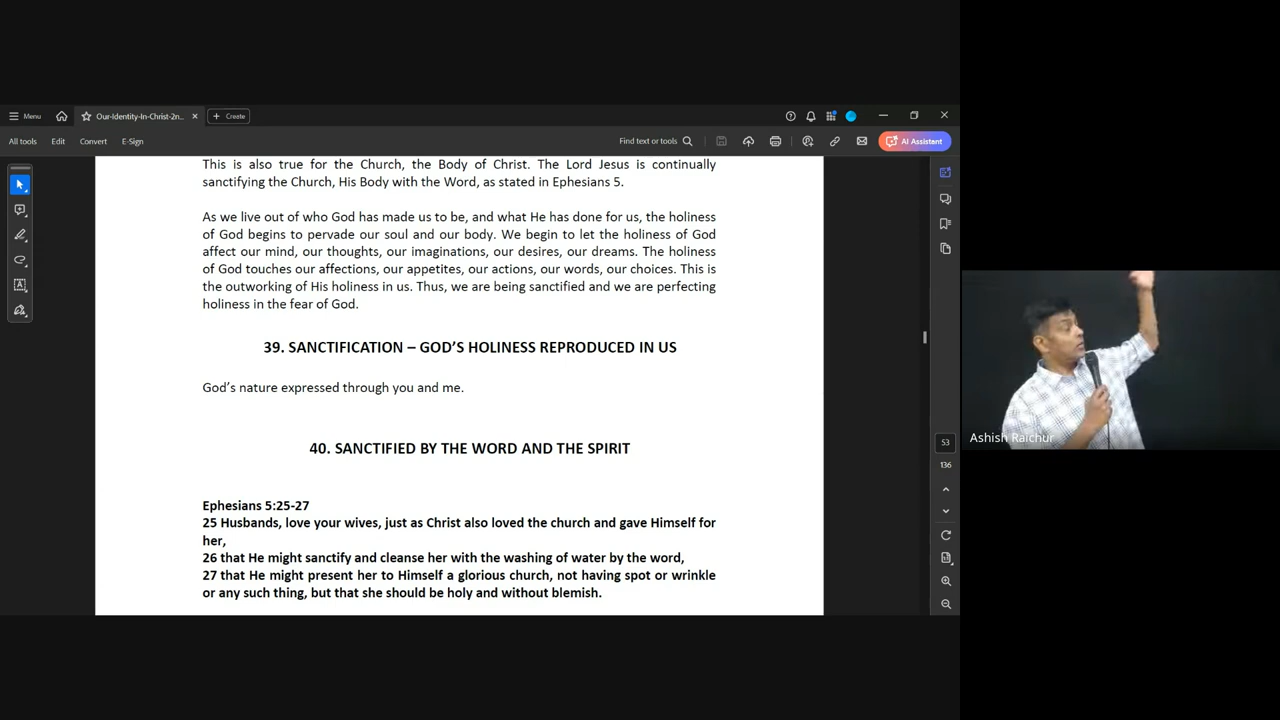 Menu
Our-Identity-In-Christ-2n...
Create
All tools
Edit
Convert
E-Sign
Find text or tools
AI Assistant
This is also true for the Church, the Body of Christ. The Lord Jesus is continually
sanctifying the Church, His Body with the Word, as stated in Ephesians 5.
As we live out of who God has made us to be, and what He has done for us, the holiness
of God begins to pervade our soul and our body. We begin to let the holiness of God
affect our mind, our thoughts, our imaginations, our desires, our dreams. The holiness
of God touches our affections, our appetites, our actions, our words, our choices. This is
the outworking of His holiness in us. Thus, we are being sanctified and we are perfecting
holiness in the fear of God.
39. SANCTIFICATION – GOD’S HOLINESS REPRODUCED IN US
God’s nature expressed through you and me.
40. SANCTIFIED BY THE WORD AND THE SPIRIT
Ephesians 5:25-27
25 Husbands, love your wives, just as Christ also loved the church and gave Himself for
her,
26 that He might sanctify and cleanse her with the washing of water by the word,
27 that He might present her to Himself a glorious church, not having spot or wrinkle
or any such thing, but that she should be holy and without blemish.
53
136
Ashish Raichur